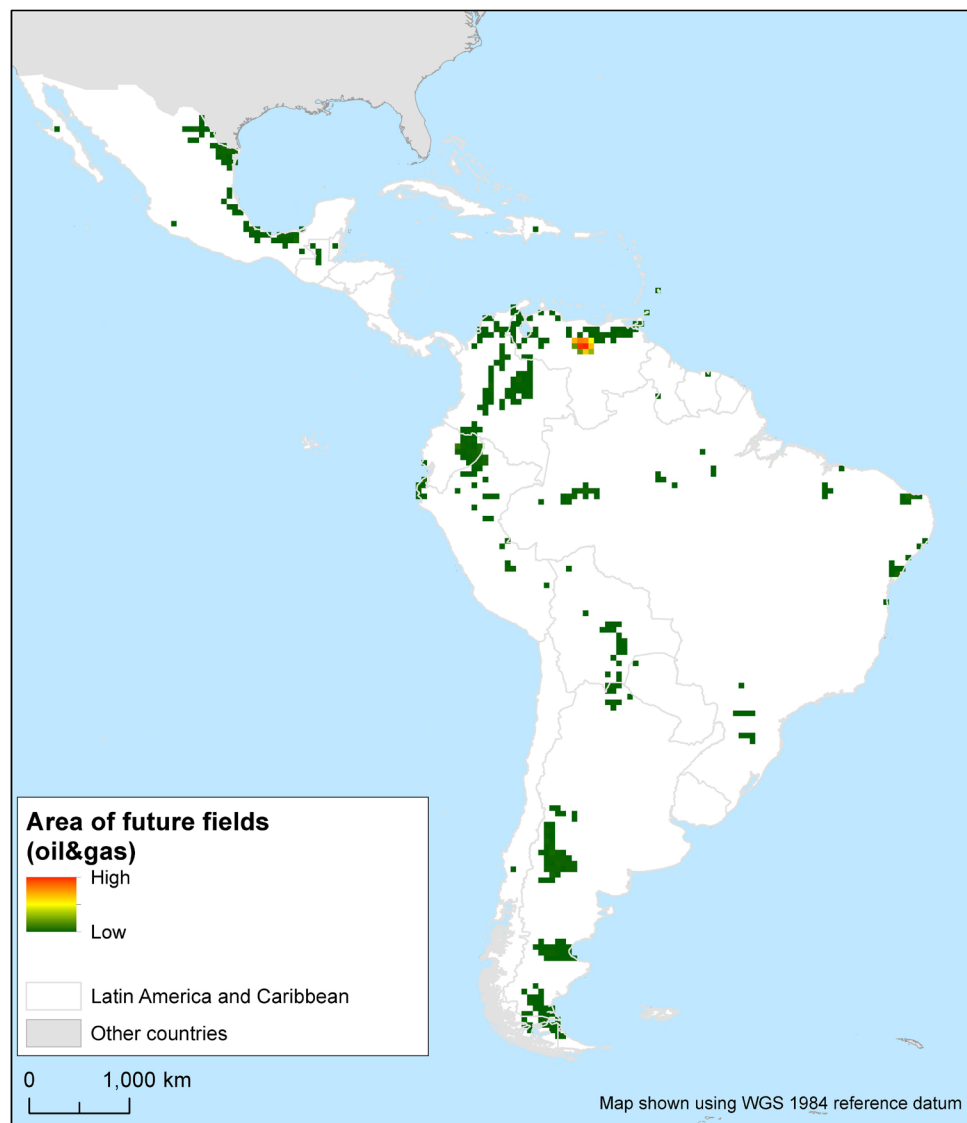 Area of future fields
(oil&gas)
High
Low
Latin America and Caribbean
Other countries
0 1,000 km
Map shown using WGS 1984 reference datum